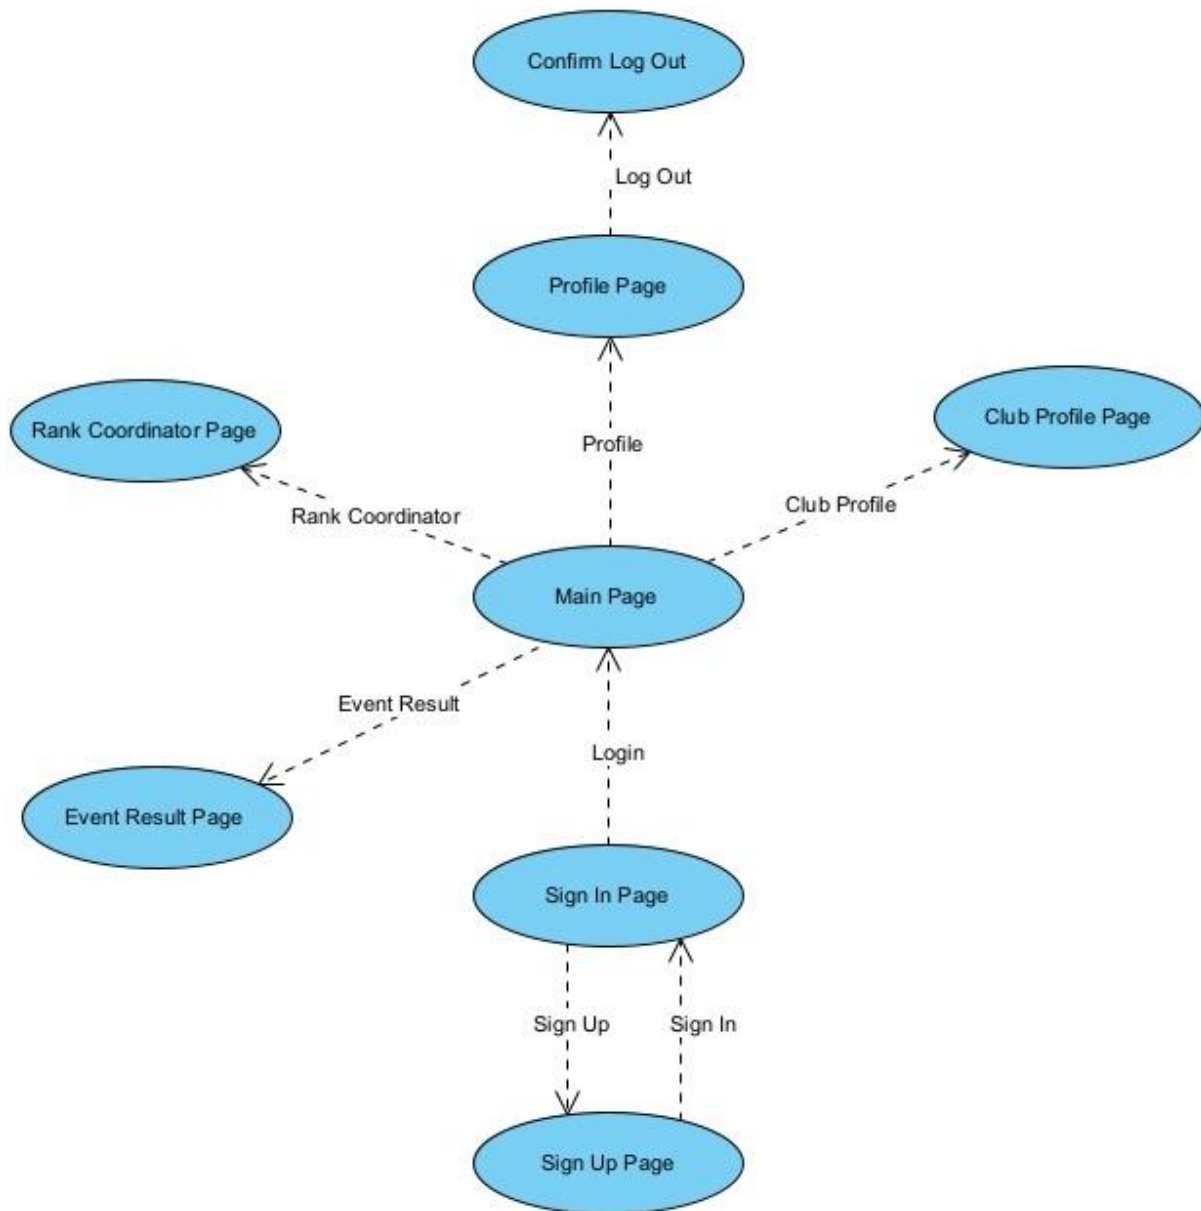 Confirm Log Out
Log Out
Profile Page
Rank Coordinator Page
Club Profile Page
Profile
Club Profile
Rank Coordinator
Main Page
Event Result
Login
Event Result Page
Sign In Page
Sign Up
Sign In
Sign Up Page